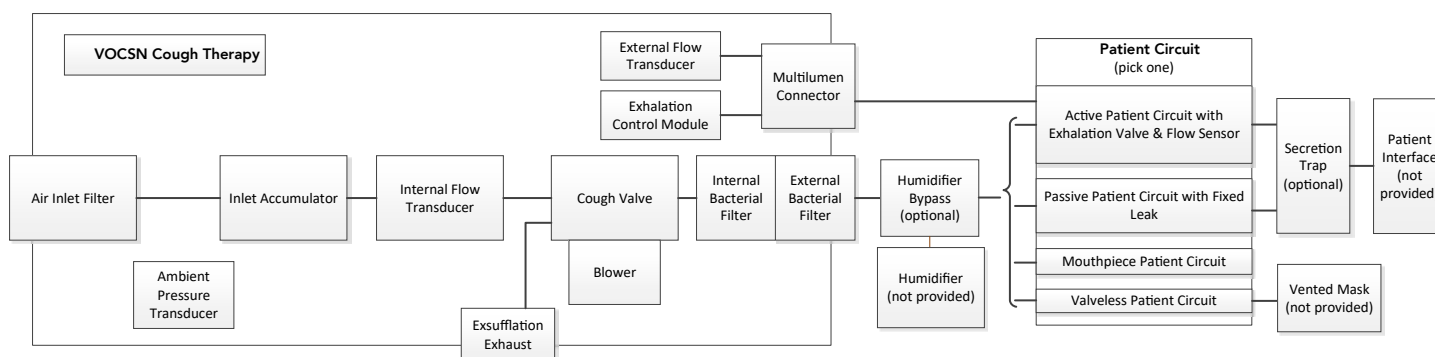 VOCSN Cough Therapy
External Flow
Transducer
Exhalation
Control Module
Multilumen
Connector
Patient Circuit
(pick one)
Active Patient Circuit with
Exhalation Valve & Flow Sensor
Secretion
Trap
(optional)
Patient
Interface
(not
provided
Air Inlet Filter
Inlet Accumulator
Internal Flow
Transducer
Cough Valve
Internal
Bacterial
Filter
External
Bacterial
Filter
Humidifier
Bypass
(optional)
Passive Patient Circuit with Fixed
Leak
Ambient
Pressure
Transducer
Blower
Humidifier
(not provided)
Mouthpiece Patient Circuit
Valveless Patient Circuit
Vented Mask
(not provided)
Exsufflation
Exhaust